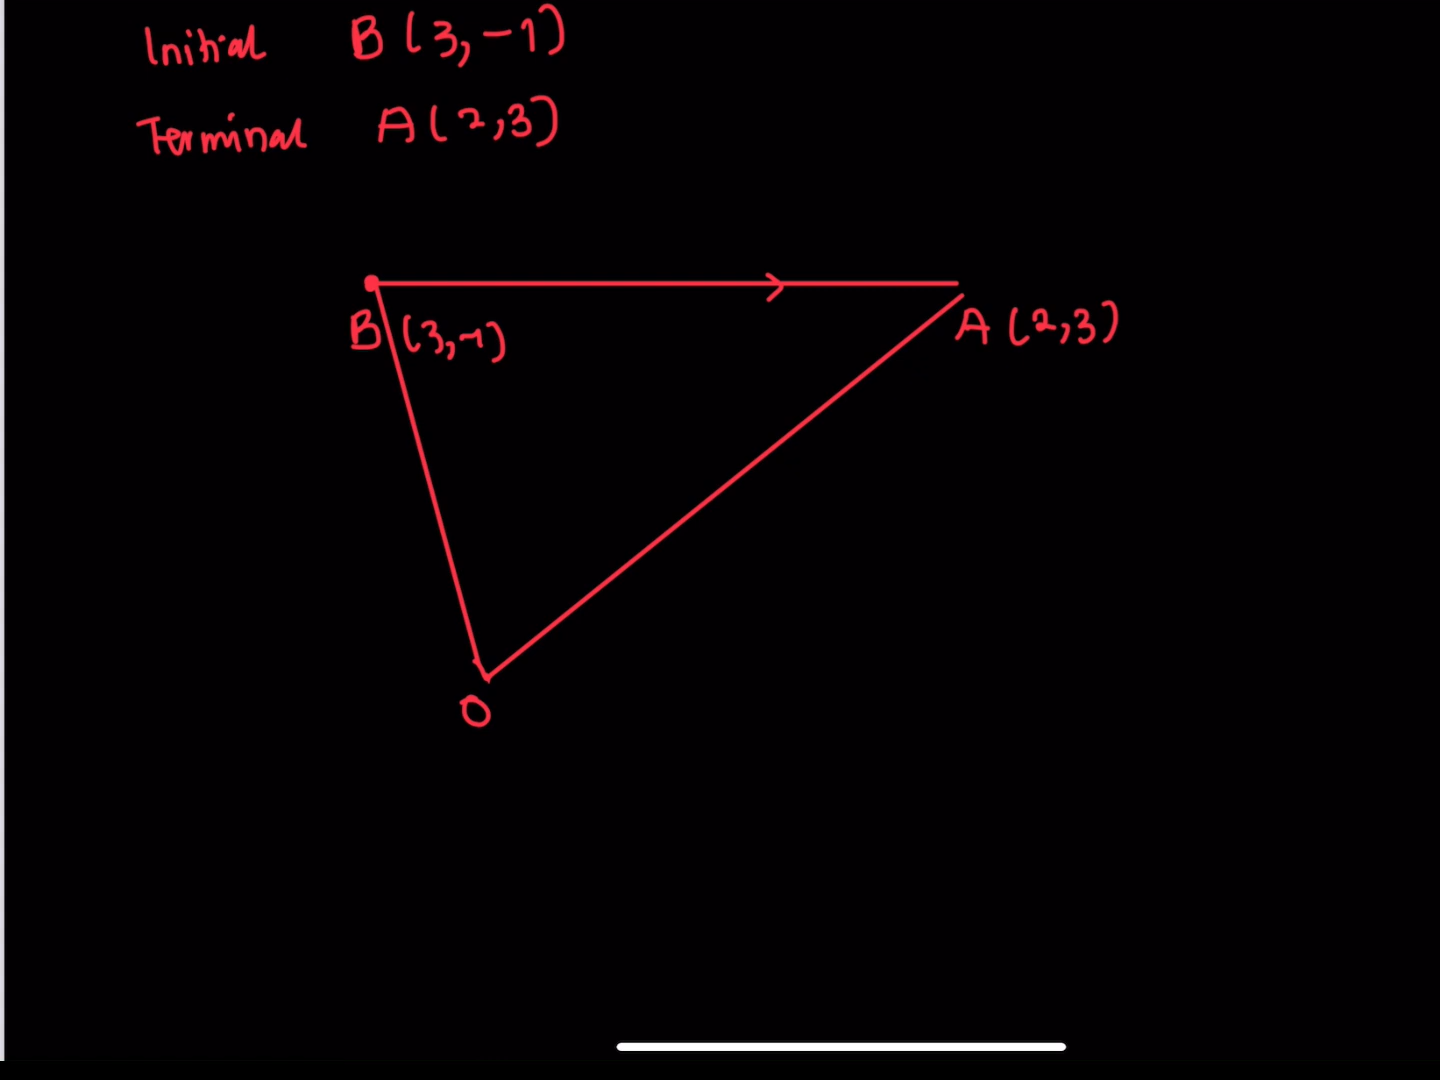 Initial B (3, -1)
Terminal A (2,3)
B (3,-1)
A (2,3)
O